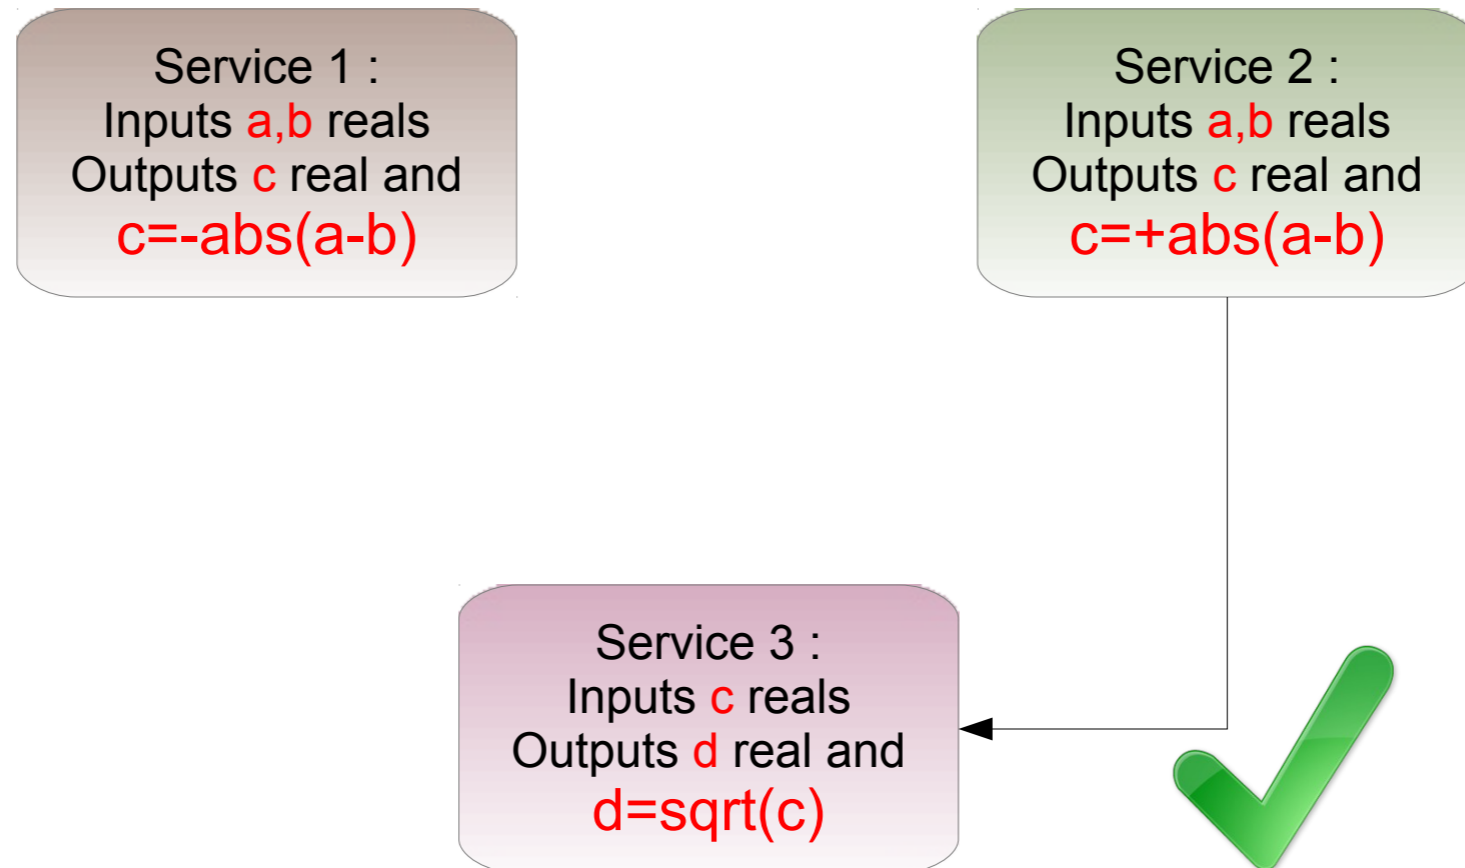 Service 1 :
Inputs a,b reals
Outputs c real and
c=-abs(a-b)
Service 2 :
Inputs a,b reals
Outputs c real and
c=+abs(a-b)
Service 3 :
Inputs c reals
Outputs d real and
d=sqrt(c)